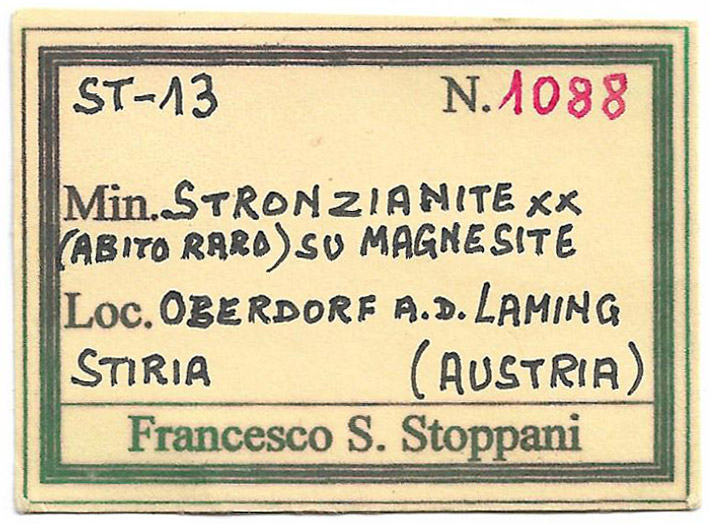 ST-13 N. 1088
Min. STRONZIANITE xx
(ABITO RARO) SU MAGNESITE
Loc. OBERDORF A.D. LAMING
STIRIA (AUSTRIA)
Francesco S. Stoppani